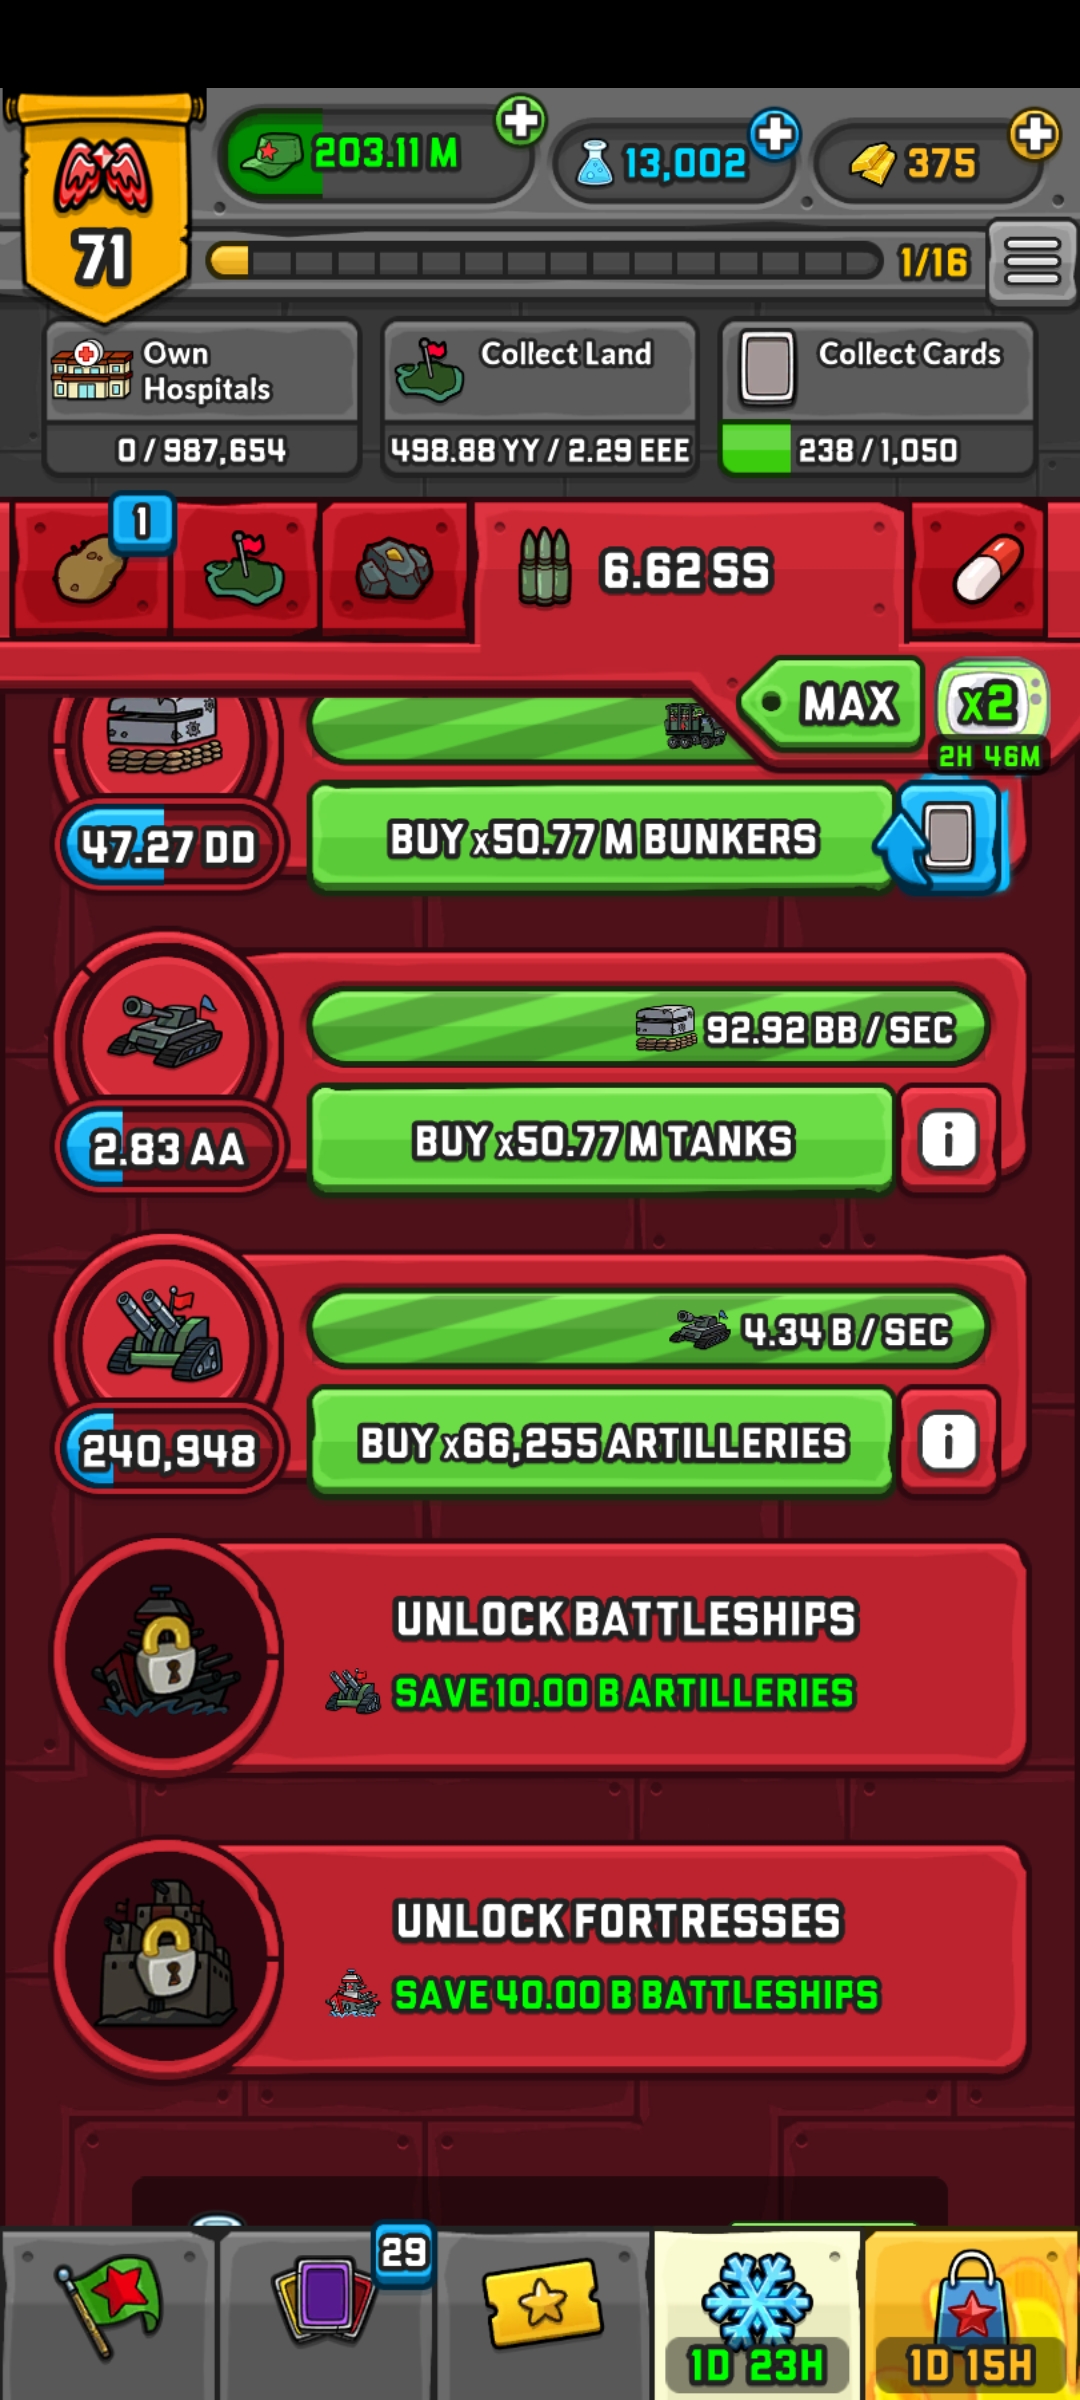 203.11 M
13,002
375
71
1/16
Own
Hospitals
0 / 987,654
Collect Land
498.88 YY / 2.29 EEE
Collect Cards
238 / 1,050
1
6.62 SS
MAX
x2
2H 46M
47.27 DD
BUY x50.77 M BUNKERS
92.92 BB / SEC
2.83 AA
BUY x50.77 M TANKS
i
4.34 B / SEC
240,948
BUY x66,255 ARTILLERIES
i
UNLOCK BATTLESHIPS
SAVE 10.00 B ARTILLERIES
UNLOCK FORTRESSES
SAVE 40.00 B BATTLESHIPS
29
1D 23H
1D 15H